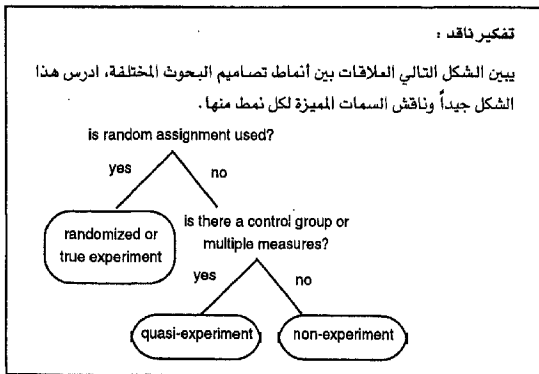 تفكير ناقد :
يبين الشكل التالي العلاقات بين أنماط تصاميم البحوث المختلفة، ادرس هذا
الشكل جيداً وناقش السمات المميزة لكل نمط منها.
is random assignment used?
yes
no
randomized or
true experiment
is there a control group or
multiple measures?
yes
no
quasi-experiment
non-experiment